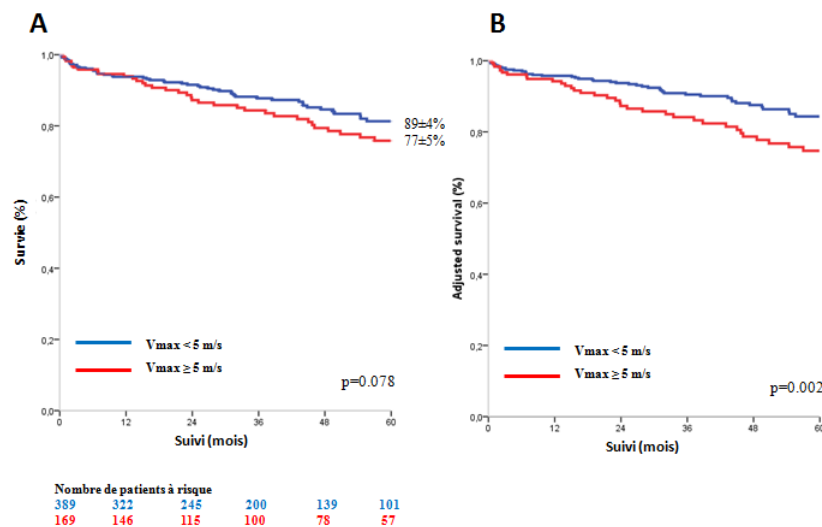 A
Survie (%)
1,0
0,8
0,6
0,4
0,2
0,0
0 12 24 36 48 60
Suivi (mois)
89±4%
77±5%
Vmax < 5 m/s
Vmax ≥ 5 m/s
p=0.078
Nombre de patients à risque
389 322 245 200 139 101
169 146 115 100 78 57
B
Adjusted survival (%)
1,0
0,8
0,6
0,4
0,2
0,0
0 12 24 36 48 60
Suivi (mois)
Vmax < 5 m/s
Vmax ≥ 5 m/s
p=0.002